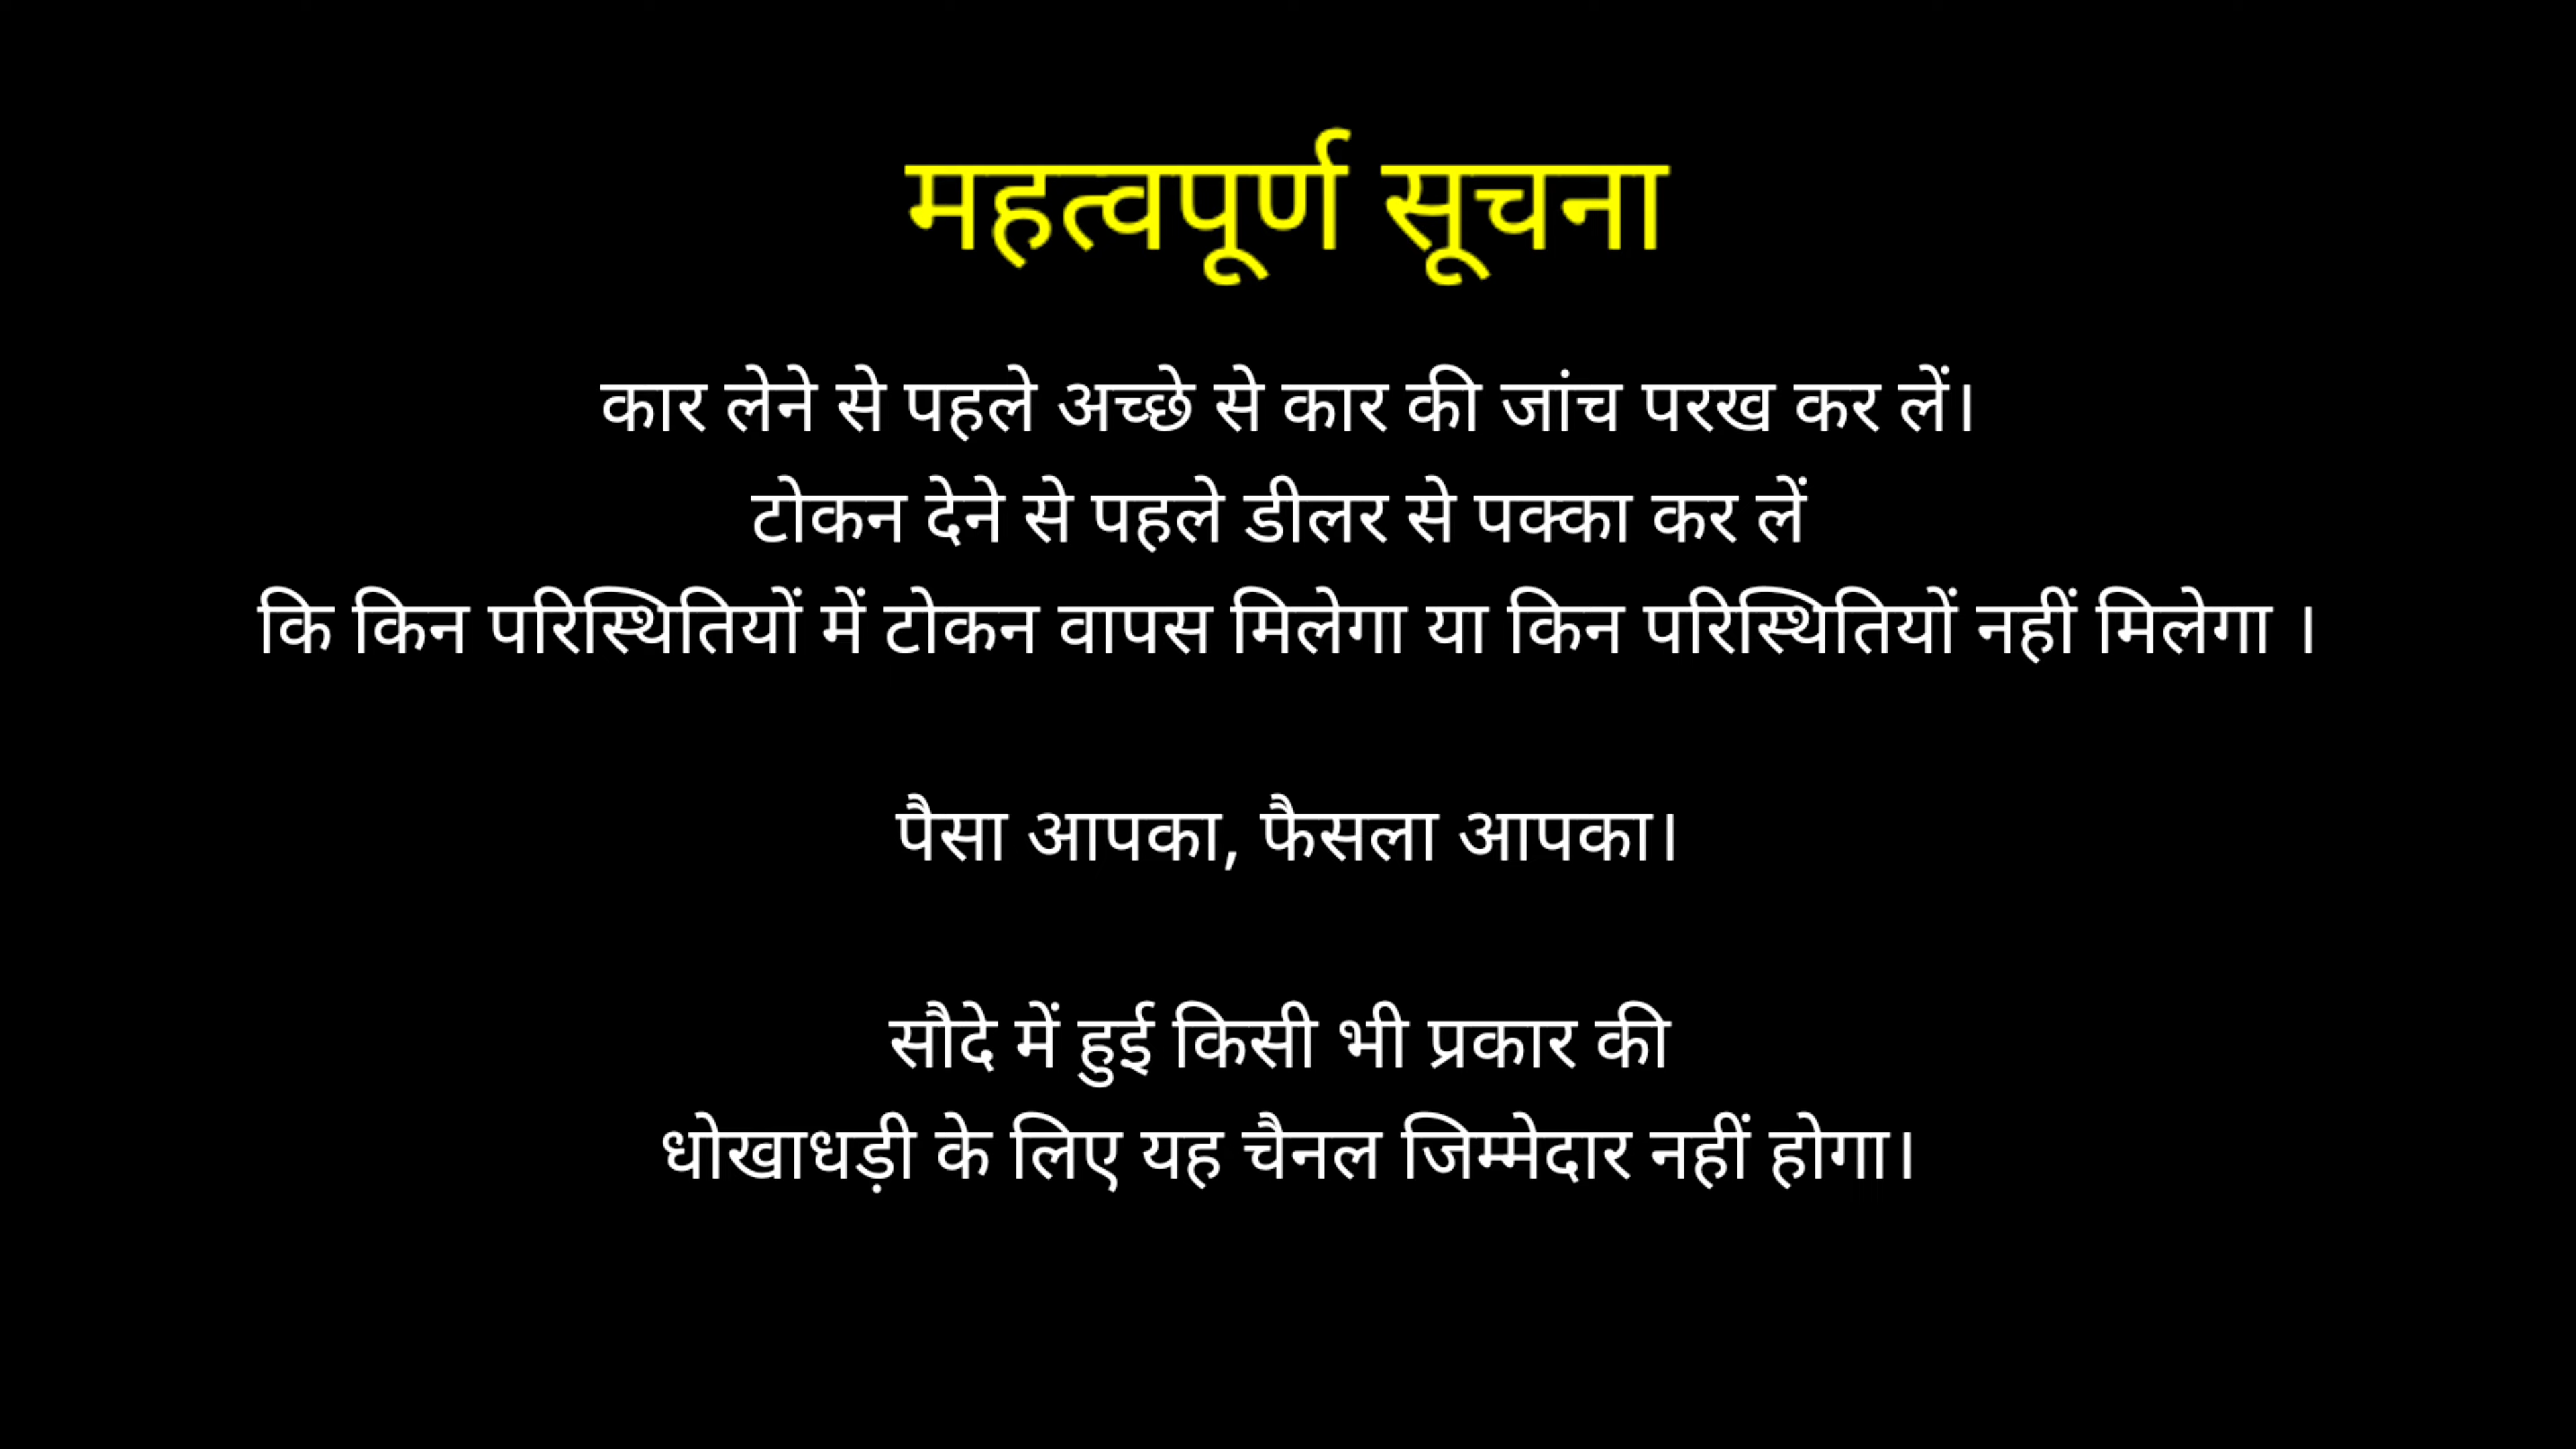 महत्वपूर्ण सूचना
कार लेने से पहले अच्छे से कार की जांच परख कर लें।
टोकन देने से पहले डीलर से पक्का कर लें
कि किन परिस्थितियों में टोकन वापस मिलेगा या किन परिस्थितियों नहीं मिलेगा ।
पैसा आपका, फैसला आपका।
सौदे में हुई किसी भी प्रकार की
धोखाधड़ी के लिए यह चैनल जिम्मेदार नहीं होगा।